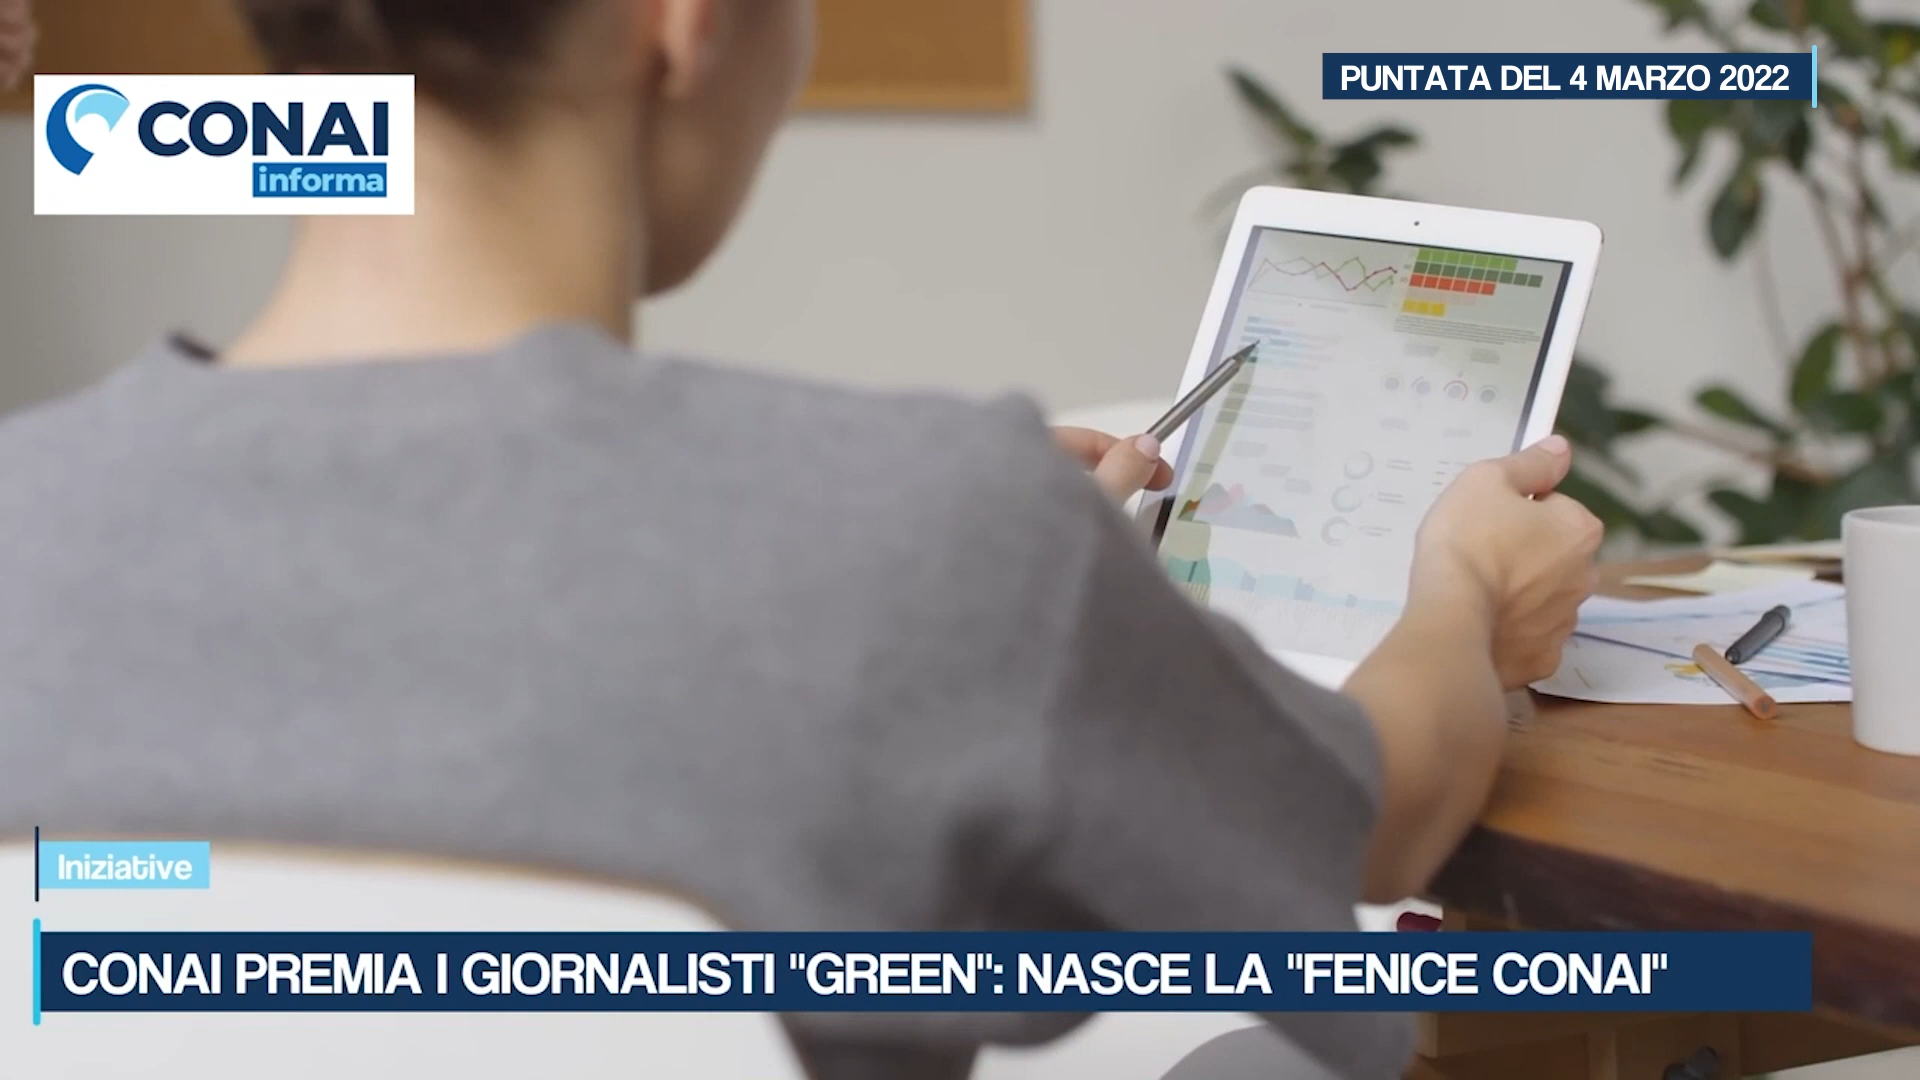 PUNTATA DEL 4 MARZO 2022
CONAI
informa
Iniziative
CONAI PREMIA I GIORNALISTI "GREEN": NASCE LA "FENICE CONAI"